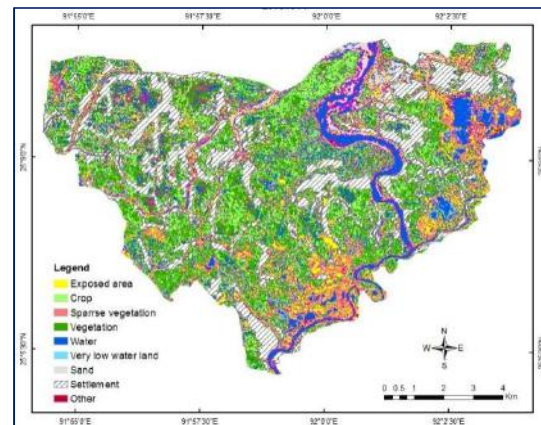 91°55'0"E 91°57'30"E 92°0'0"E 92°2'30"E
Legend
Exposed area
Crop
Sparse vegetation
Vegetation
Water
Very low water land
Sand
Settlement
Other
N
W E
S
0 0.5 1 2 3 4
Km
91°55'0"E 91°57'30"E 92°0'0"E 92°2'30"E